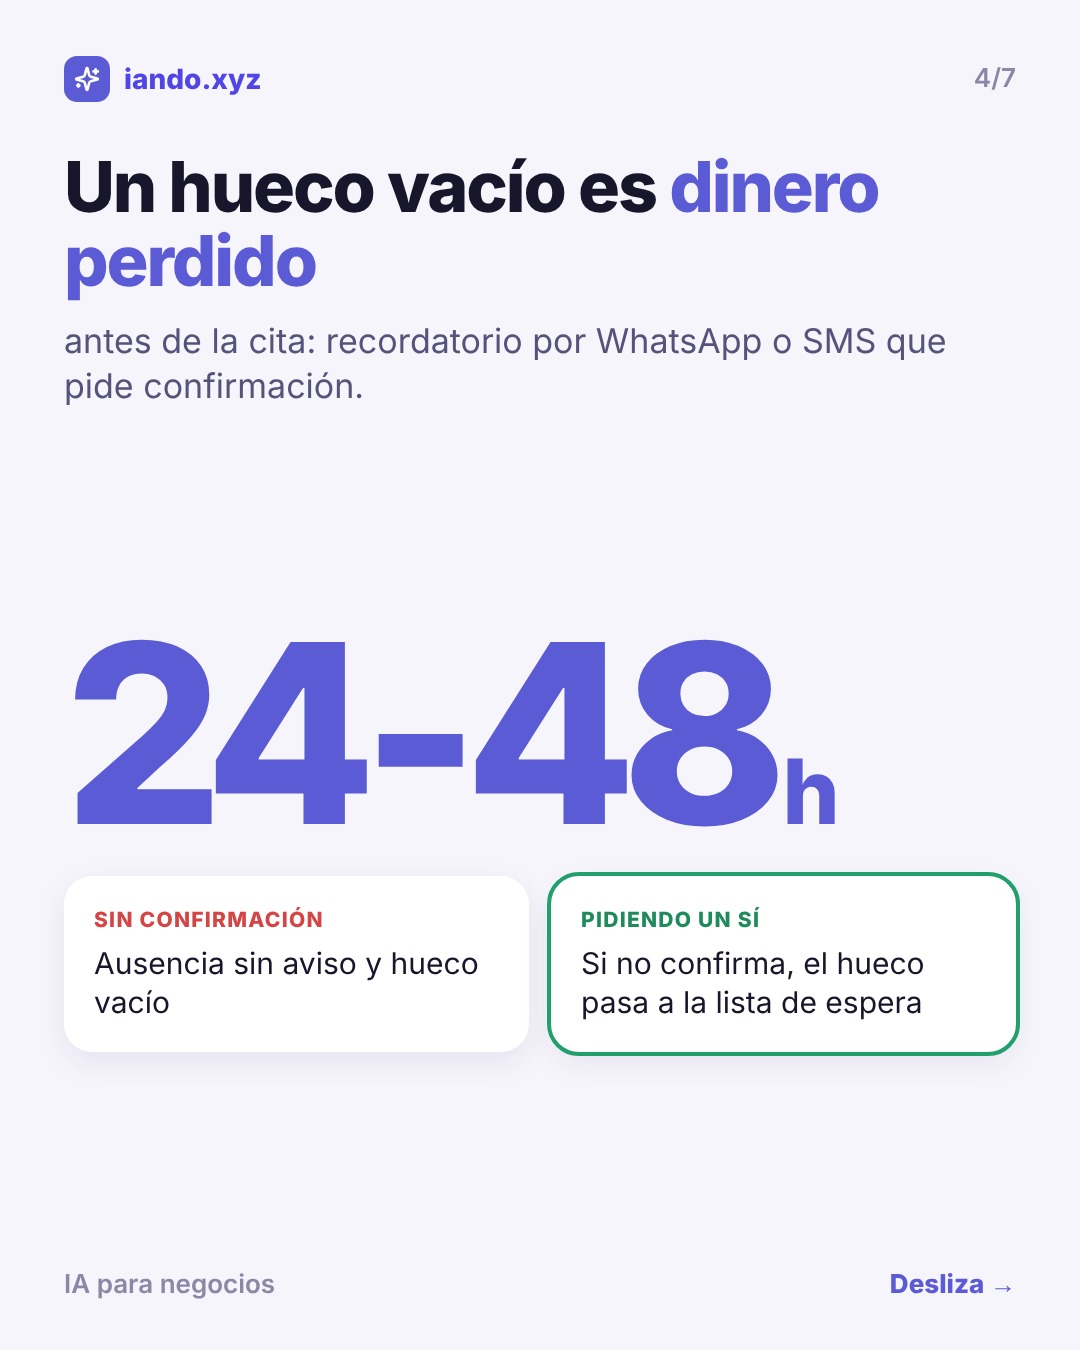 iando.xyz
4/7
Un hueco vacío es dinero
perdido
antes de la cita: recordatorio por WhatsApp o SMS que
pide confirmación.
24-48h
SIN CONFIRMACIÓN
Ausencia sin aviso y hueco
vacío
PIDIENDO UN SÍ
Si no confirma, el hueco
pasa a la lista de espera
IA para negocios
Desliza →